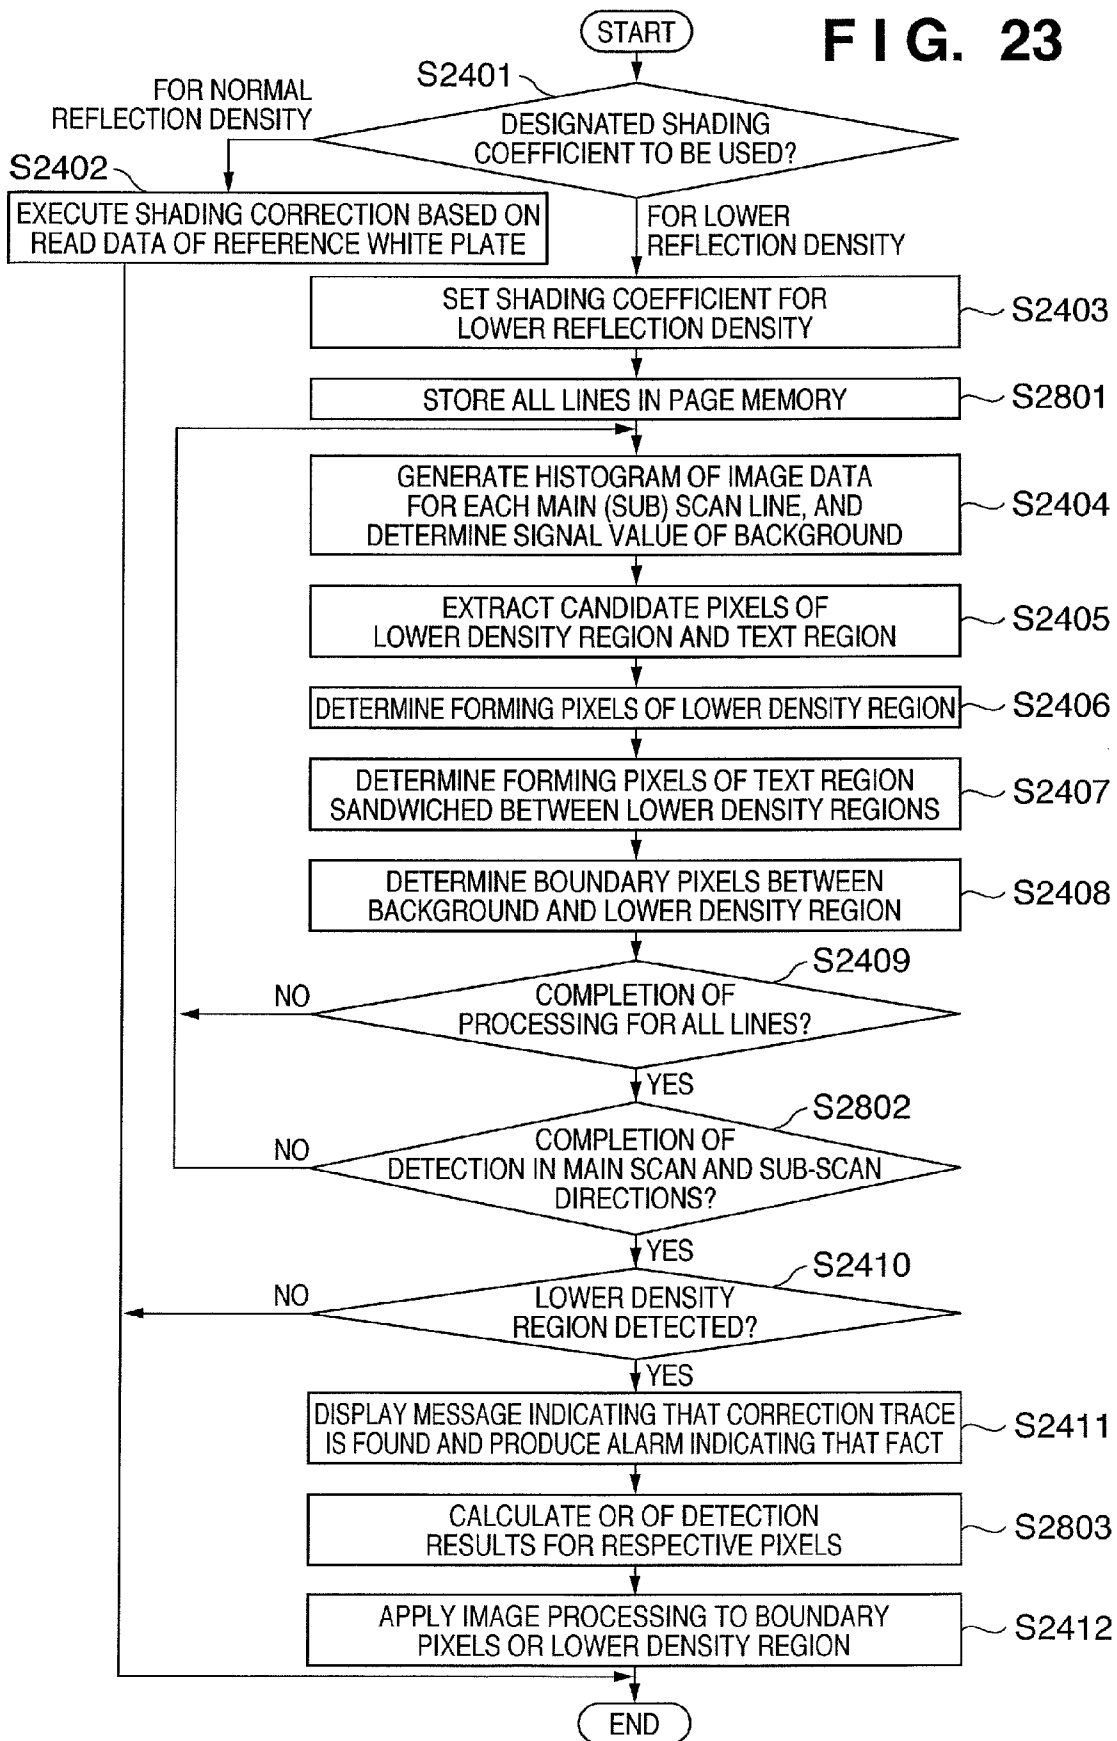 START
F I G. 23
S2401
FOR NORMAL
REFLECTION DENSITY
DESIGNATED SHADING
COEFFICIENT TO BE USED?
S2402
EXECUTE SHADING CORRECTION BASED ON
READ DATA OF REFERENCE WHITE PLATE
FOR LOWER
REFLECTION DENSITY
SET SHADING COEFFICIENT FOR
LOWER REFLECTION DENSITY
S2403
STORE ALL LINES IN PAGE MEMORY
S2801
GENERATE HISTOGRAM OF IMAGE DATA
FOR EACH MAIN (SUB) SCAN LINE, AND
DETERMINE SIGNAL VALUE OF BACKGROUND
S2404
EXTRACT CANDIDATE PIXELS OF
LOWER DENSITY REGION AND TEXT REGION
S2405
DETERMINE FORMING PIXELS OF LOWER DENSITY REGION
S2406
DETERMINE FORMING PIXELS OF TEXT REGION
SANDWICHED BETWEEN LOWER DENSITY REGIONS
S2407
DETERMINE BOUNDARY PIXELS BETWEEN
BACKGROUND AND LOWER DENSITY REGION
S2408
S2409
NO
COMPLETION OF
PROCESSING FOR ALL LINES?
YES
S2802
NO
COMPLETION OF
DETECTION IN MAIN SCAN AND SUB-SCAN
DIRECTIONS?
YES
S2410
NO
LOWER DENSITY
REGION DETECTED?
YES
DISPLAY MESSAGE INDICATING THAT CORRECTION TRACE
IS FOUND AND PRODUCE ALARM INDICATING THAT FACT
S2411
CALCULATE OR OF DETECTION
RESULTS FOR RESPECTIVE PIXELS
S2803
APPLY IMAGE PROCESSING TO BOUNDARY
PIXELS OR LOWER DENSITY REGION
S2412
END